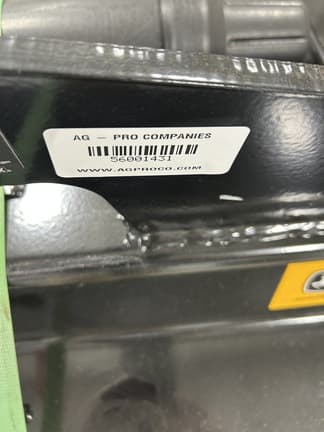 AG - PRO COMPANIES
56001431
WWW.AGPROCO.COM